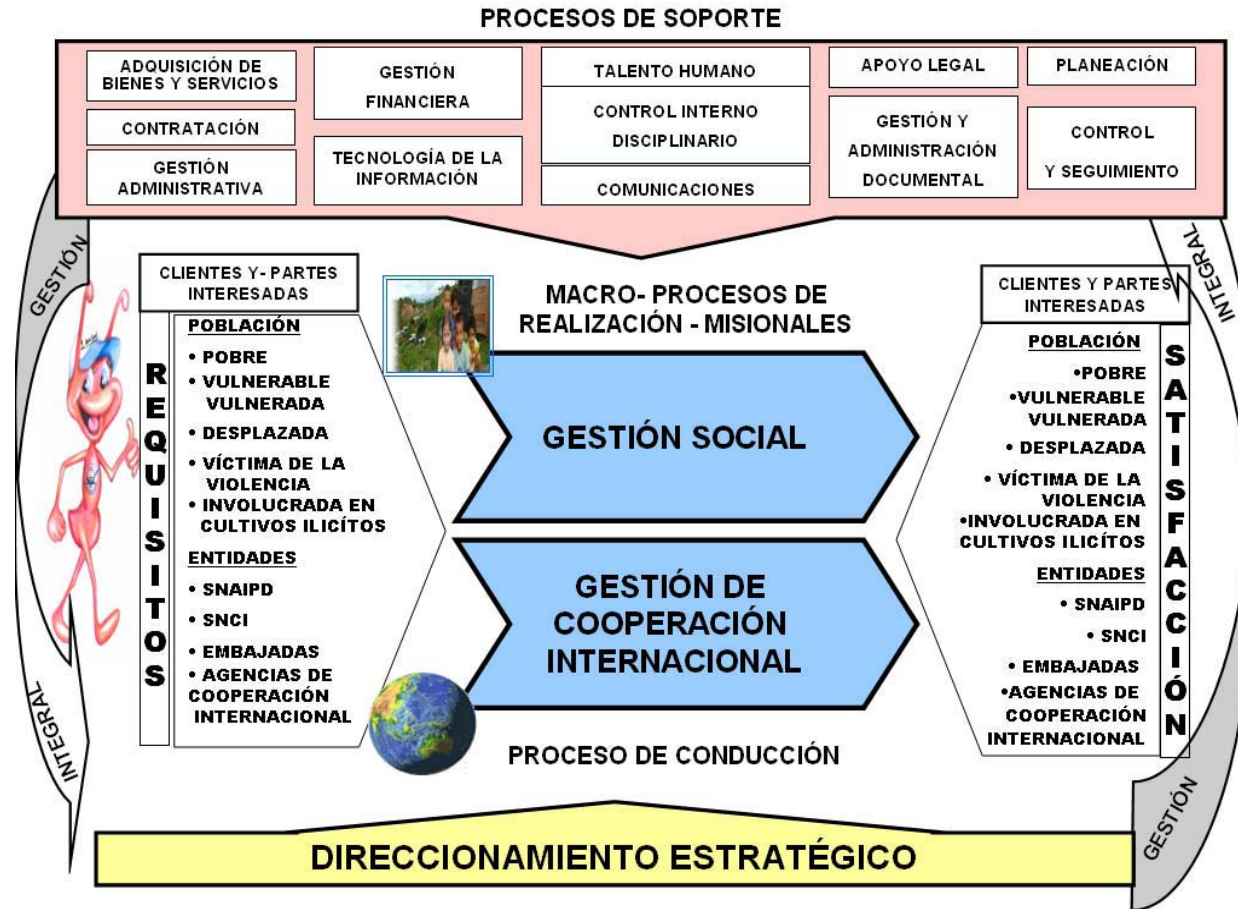 PROCESOS DE SOPORTE
ADQUISICIÓN DE
BIENES Y SERVICIOS
CONTRATACIÓN
GESTIÓN
ADMINISTRATIVA
GESTIÓN
FINANCIERA
TECNOLOGÍA DE LA
INFORMACIÓN
TALENTO HUMANO
CONTROL INTERNO
DISCIPLINARIO
COMUNICACIONES
APOYO LEGAL
GESTIÓN Y
ADMINISTRACIÓN
DOCUMENTAL
PLANEACIÓN
CONTROL
Y SEGUIMIENTO
GESTIÓN
INTEGRAL
CLIENTES Y- PARTES
INTERESADAS
REQUISITOS
POBLACIÓN
• POBRE
• VULNERABLE
VULNERADA
• DESPLAZADA
• VÍCTIMA DE LA
VIOLENCIA
• INVOLUCRADA EN
CULTIVOS ILICÍTOS
ENTIDADES
• SNAIPD
• SNCI
• EMBAJADAS
• AGENCIAS DE
COOPERACIÓN
INTERNACIONAL
MACRO- PROCESOS DE
REALIZACIÓN - MISIONALES
GESTIÓN SOCIAL
GESTIÓN DE
COOPERACIÓN
INTERNACIONAL
PROCESO DE CONDUCCIÓN
CLIENTES Y PARTES
INTERESADAS
POBLACIÓN
•POBRE
•VULNERABLE
VULNERADA
• DESPLAZADA
• VÍCTIMA DE LA
VIOLENCIA
•INVOLUCRADA EN
CULTIVOS ILICÍTOS
ENTIDADES
• SNAIPD
• SNCI
• EMBAJADAS
•AGENCIAS DE
COOPERACIÓN
INTERNACIONAL
SATISFACCIÓN
INTEGRAL
GESTIÓN
DIRECCIONAMIENTO ESTRATÉGICO